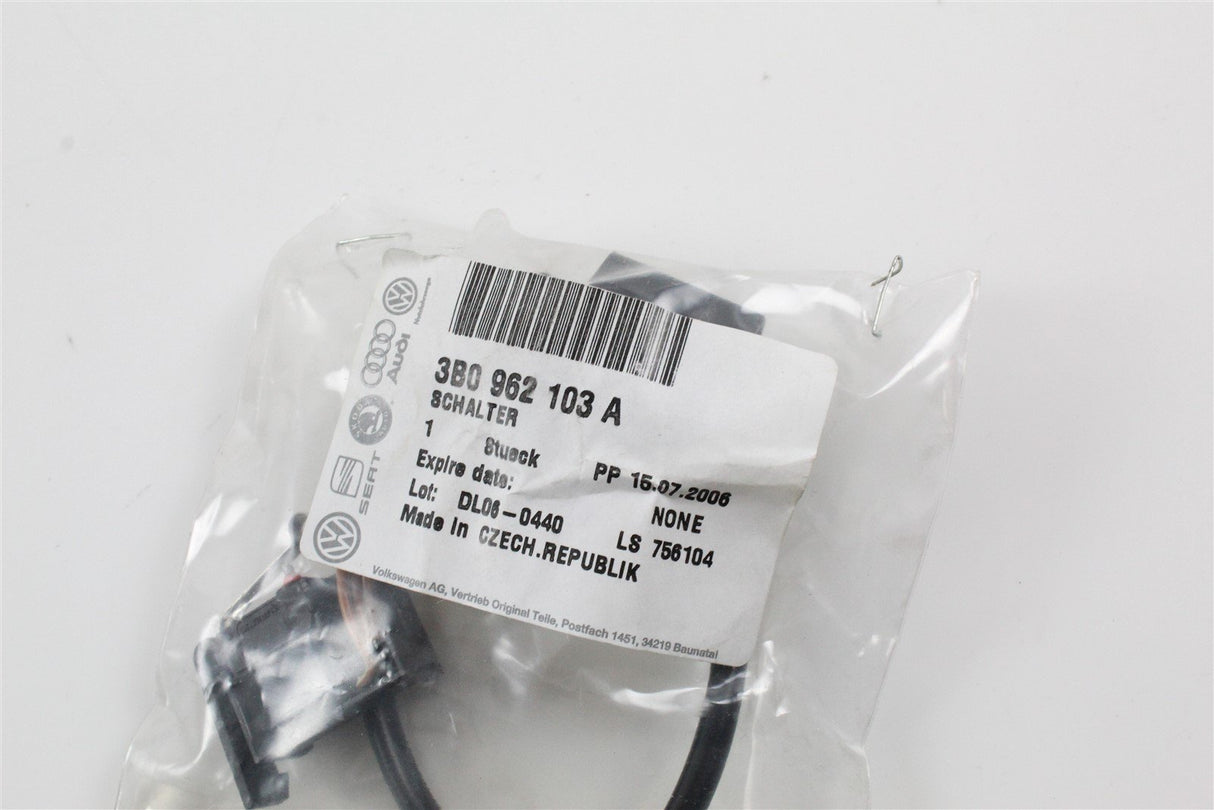 3B0 962 103 A
SCHALTER
1 Stueck PP 15.07.2006
Expire date: NONE
Lot: DL06-0440 LS 756104
Made in CZECH.REPUBLIK
Volkswagen AG, Vertrieb Original Teile, Postfach 1451, 34219 Baunatal
Nutzfahrzeuge
Audi
SEAT